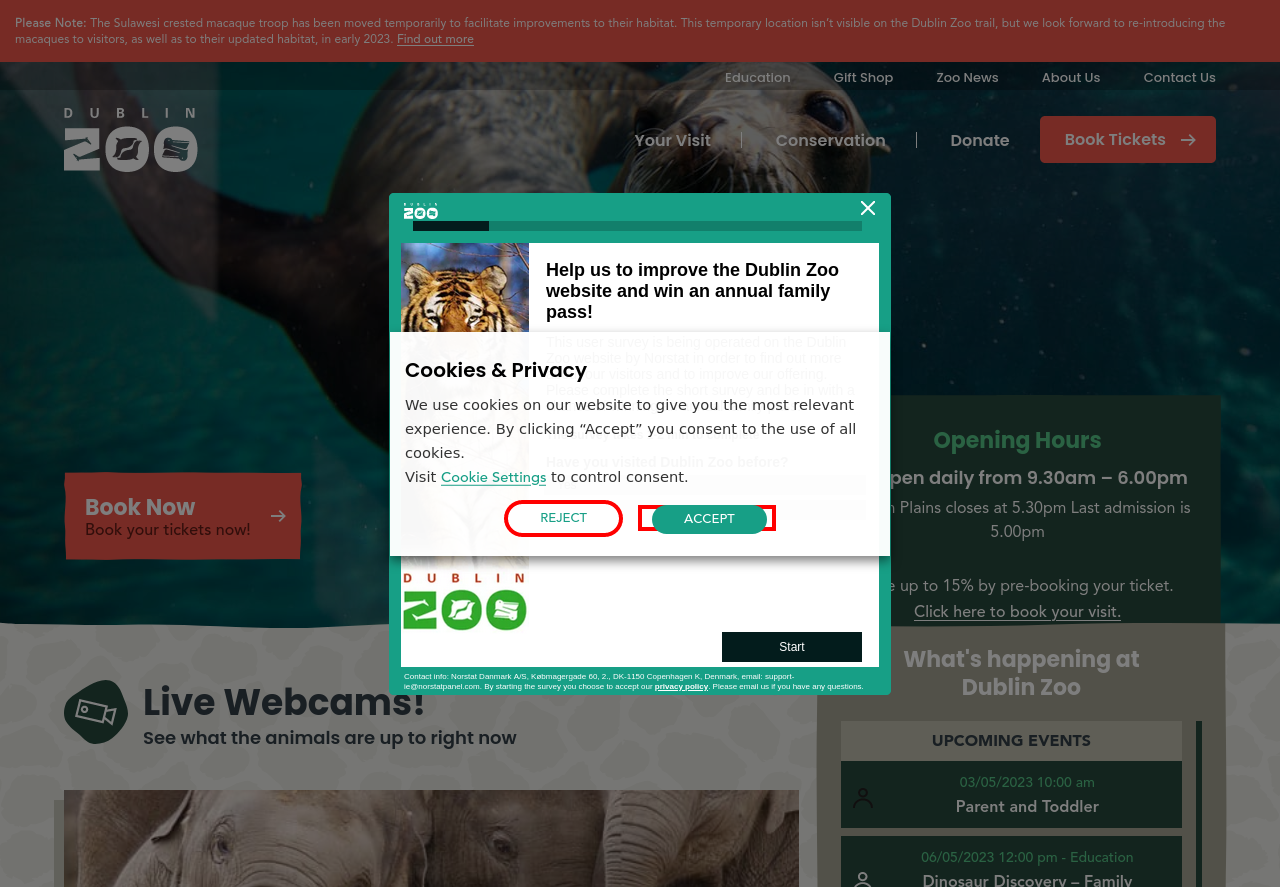 Please Note: The Sulawesi crested macaque troop has been moved temporarily to facilitate improvements to their habitat. This temporary location isn't visible on the Dublin Zoo trail, but we look forward to re-introducing the
macaques to visitors, as well as to their updated habitat, in early 2023. Find out more
Education Gift Shop Zoo News About Us Contact Us
DUBLIN
ZOO
Your Visit Conservation Donate Book Tickets
DUBLIN
ZOO
Help us to improve the Dublin Zoo
website and win an annual family
pass!
This user survey is being operated on the Dublin
Zoo website by Norstat in order to find out more
our visitors and to improve our offering.
Please complete the short survey and be in with a
Cookies & Privacy
We use cookies on our website to give you the most relevant
experience. By clicking “Accept” you consent to the use of all
cookies.
Have you visited Dublin Zoo before?
Visit Cookie Settings to control consent.
REJECT ACCEPT
DUBLIN
ZOO
Start
Contact info: Norstat Danmark A/S, Købmagergade 60, 2., DK-1150 Copenhagen K, Denmark, email: support-
ie@norstatpanel.com. By starting the survey you choose to accept our privacy policy. Please email us if you have any questions.
Book Now
Book your tickets now!
Opening Hours
pen daily from 9.30am – 6.00pm
Plains closes at 5.30pm Last admission is
5.00pm
up to 15% by pre-booking your ticket.
Click here to book your visit.
What's happening at
Dublin Zoo
UPCOMING EVENTS
03/05/2023 10:00 am
Parent and Toddler
06/05/2023 12:00 pm - Education
Dinosaur Discovery – Family
Live Webcams!
See what the animals are up to right now